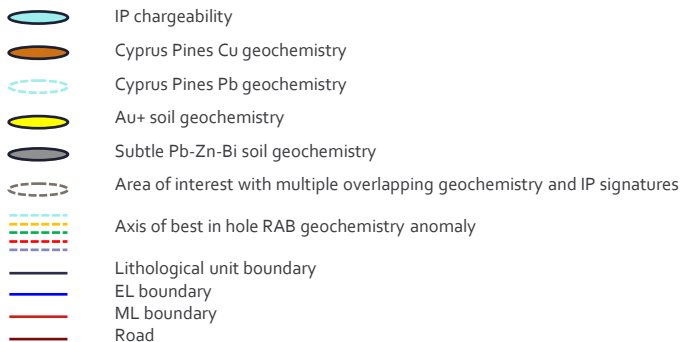 IP chargeability
Cyprus Pines Cu geochemistry
Cyprus Pines Pb geochemistry
Au+ soil geochemistry
Subtle Pb-Zn-Bi soil geochemistry
Area of interest with multiple overlapping geochemistry and IP signatures
Axis of best in hole RAB geochemistry anomaly
Lithological unit boundary
EL boundary
ML boundary
Road